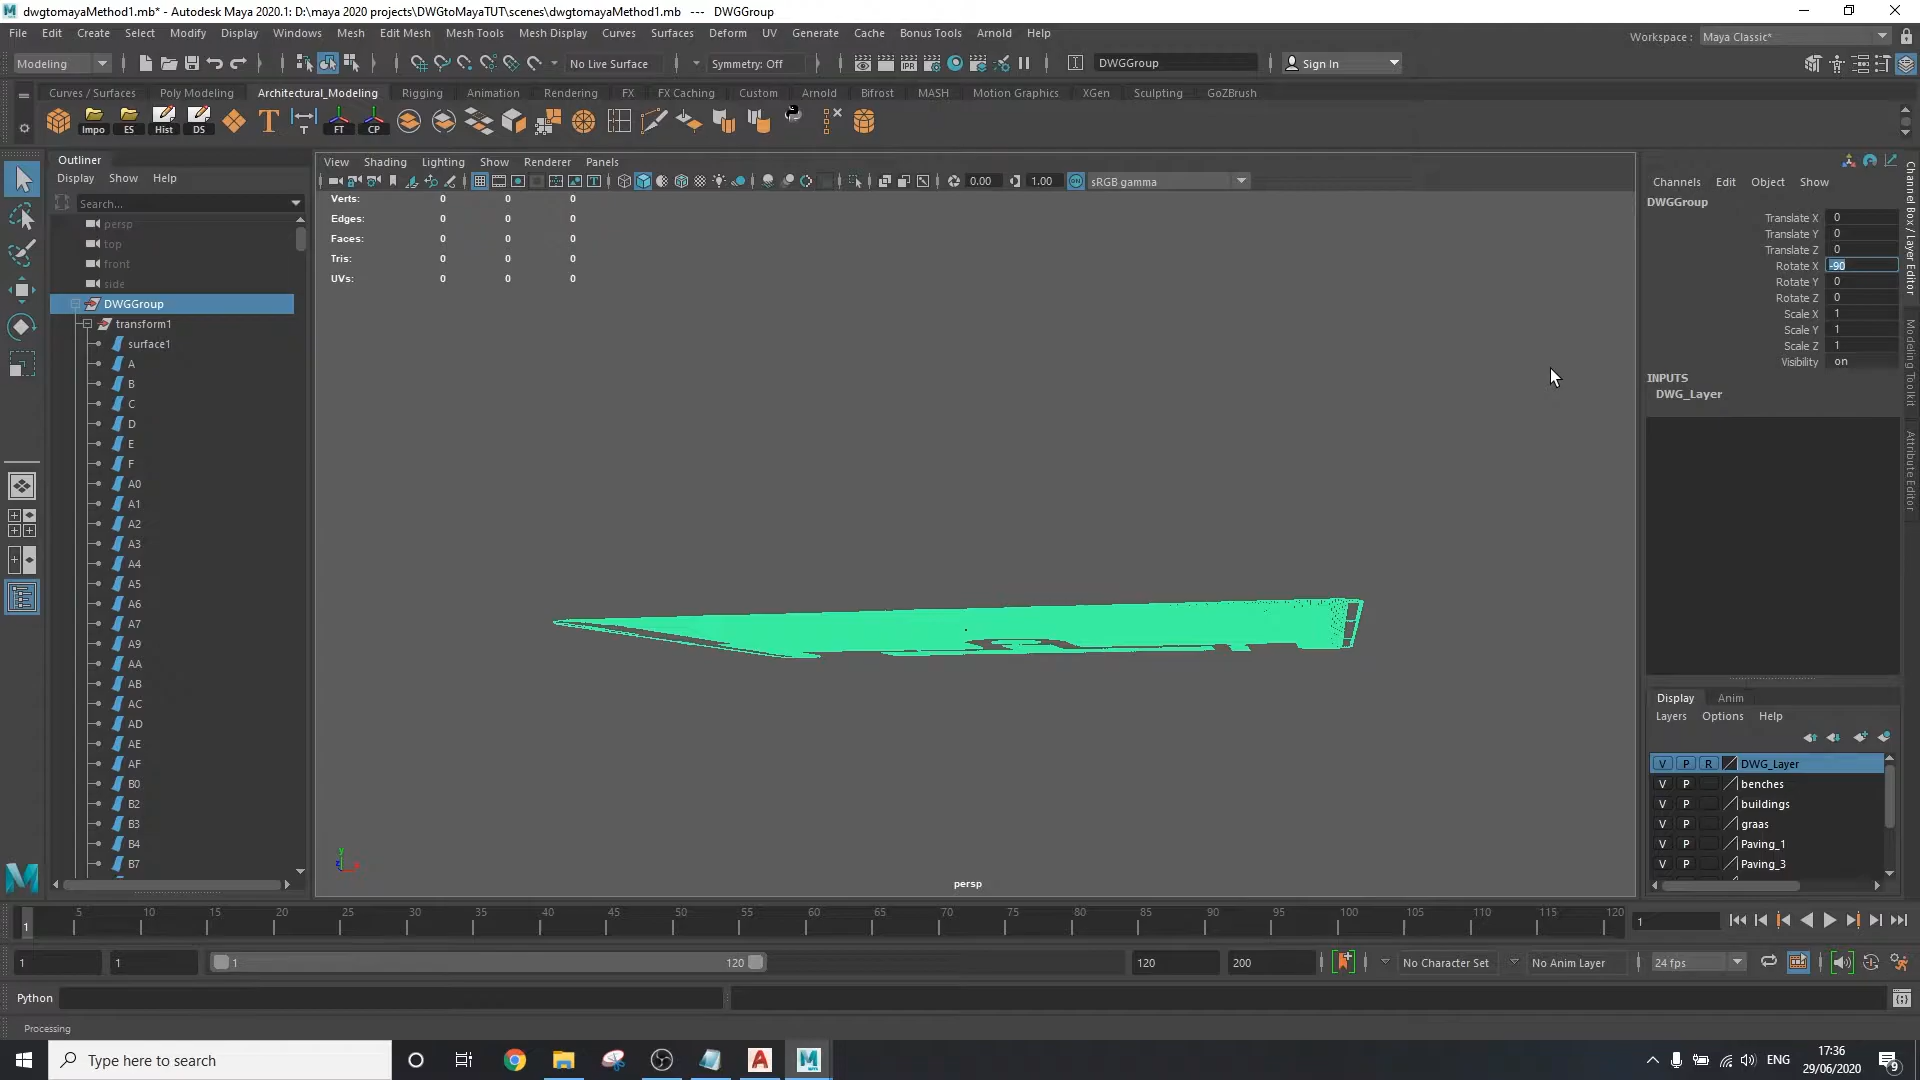 dwgtomayaMethod1.mb* - Autodesk Maya 2020.1: D:\maya 2020 projects\DWGtoMayaTUT\scenes\dwgtomayaMethod1.mb --- DWGGroup
File Edit Create Select Modify Display Windows Mesh Edit Mesh Mesh Tools Mesh Display Curves Surfaces Deform UV Generate Cache Bonus Tools Arnold Help
Workspace : Maya Classic*
Modeling
No Live Surface
Symmetry: Off
DWGGroup
Sign In
Curves / Surfaces Poly Modeling Architectural_Modeling Rigging Animation Rendering FX FX Caching Custom Arnold Bifrost MASH Motion Graphics XGen Sculpting GoZBrush
Impo ES Hist DS T FT CP
Outliner
Display Show Help
Search...
persp
top
front
side
DWGGroup
transform1
surface1
A
B
C
D
E
F
A0
A1
A2
A3
A4
A5
A6
A7
A9
AA
AB
AC
AD
AE
AF
B0
B2
B3
B4
B7
View Shading Lighting Show Renderer Panels
0.00 1.00 sRGB gamma
Verts: 0 0 0
Edges: 0 0 0
Faces: 0 0 0
Tris: 0 0 0
UVs: 0 0 0
persp
Channels Edit Object Show
DWGGroup
Translate X 0
Translate Y 0
Translate Z 0
Rotate X -90
Rotate Y 0
Rotate Z 0
Scale X 1
Scale Y 1
Scale Z 1
Visibility on
INPUTS
DWG_Layer
Channel Box / Layer Editor
Modeling Toolkit
Attribute Editor
Display Anim
Layers Options Help
V P R DWG_Layer
V P benches
V P buildings
V P graas
V P Paving_1
V P Paving_3
1 5 10 15 20 25 30 35 40 45 50 55 60 65 70 75 80 85 90 95 100 105 110 115 120
1
1 1 1 120 120 200 No Character Set No Anim Layer 24 fps
Python
Processing
Type here to search
ENG
17:36
29/06/2020